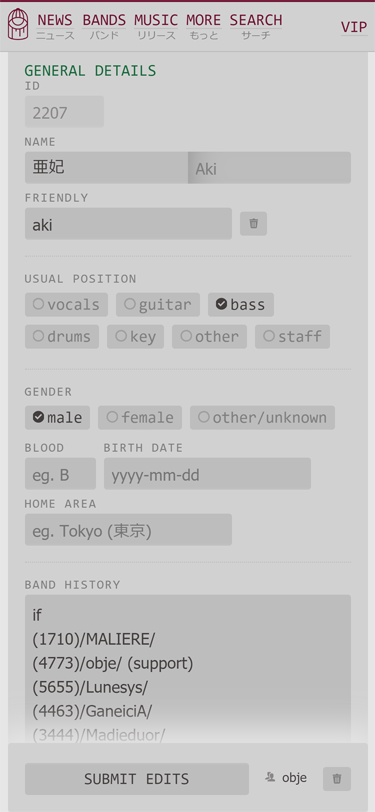 NEWS BANDS MUSIC MORE SEARCH
ニュース バンド リリース もっと サーチ
VIP
GENERAL DETAILS
ID
2207
NAME
亜妃 Aki
FRIENDLY
aki
USUAL POSITION
vocals guitar bass
drums key other staff
GENDER
male female other/unknown
BLOOD BIRTH DATE
eg. B yyyy-mm-dd
HOME AREA
eg. Tokyo (東京)
BAND HISTORY
if
(1710)/MALIERE/
(4773)/obje/ (support)
(5655)/Lunesys/
(4463)/GaneiciA/
(3444)/Madieduor/
SUBMIT EDITS obje